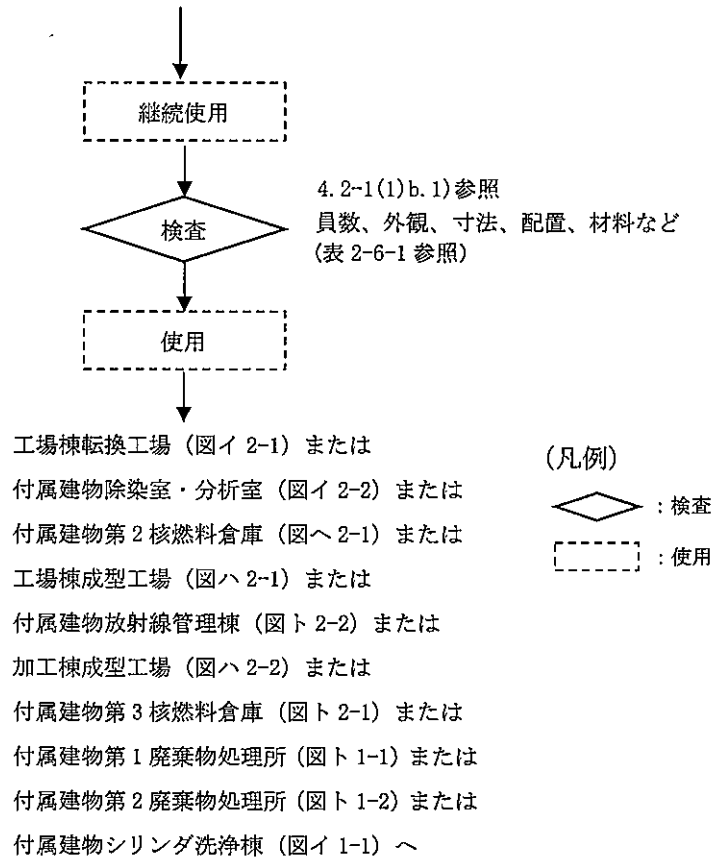 継続使用
検査
4.2-1(1)b.1)参照
員数、外観、寸法、配置、材料など
(表 2-6-1 参照)
使用
工場棟転換工場（図イ 2-1）または
付属建物除染室・分析室（図イ 2-2）または
付属建物第 2 核燃料倉庫（図ヘ 2-1）または
工場棟成型工場（図ハ 2-1）または
付属建物放射線管理棟（図ト 2-2）または
加工棟成型工場（図ハ 2-2）または
付属建物第 3 核燃料倉庫（図ト 2-1）または
付属建物第 1 廃棄物処理所（図ト 1-1）または
付属建物第 2 廃棄物処理所（図ト 1-2）または
付属建物シリンダ洗浄棟（図イ 1-1）へ
(凡例)
：検査
：使用